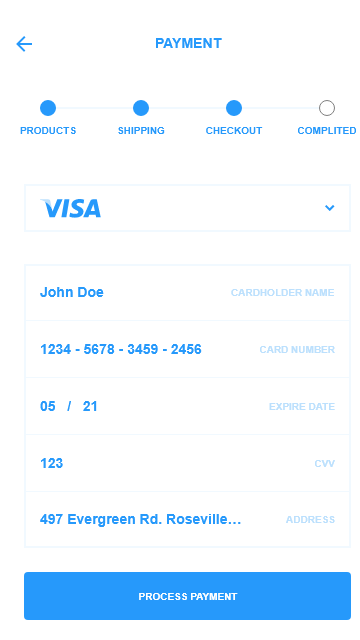 PAYMENT
PRODUCTS SHIPPING CHECKOUT COMPLITED
VISA
John Doe CARDHOLDER NAME
1234 - 5678 - 3459 - 2456 CARD NUMBER
05 / 21 EXPIRE DATE
123 CVV
497 Evergreen Rd. Roseville... ADDRESS
PROCESS PAYMENT